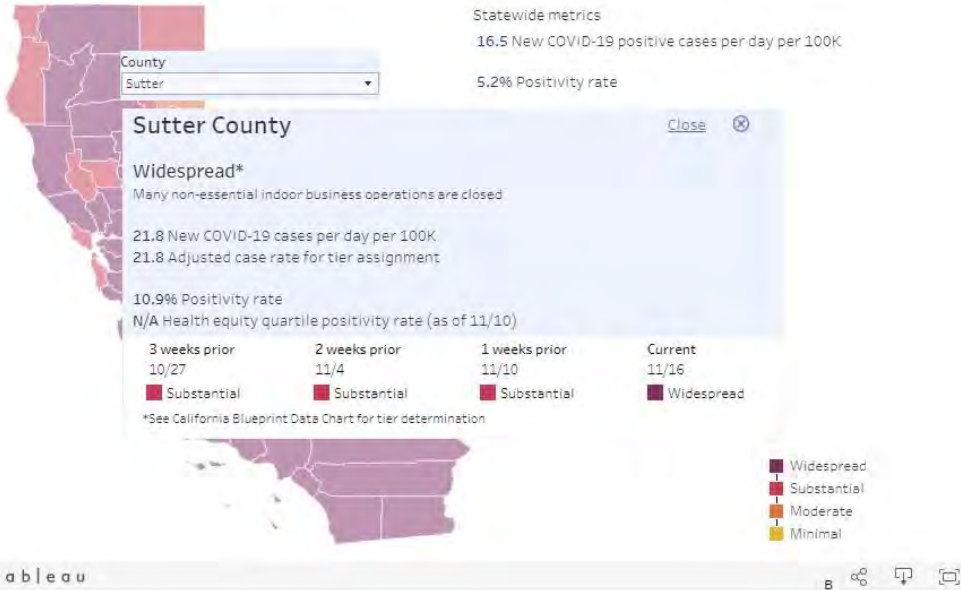 Statewide metrics
16.5 New COVID-19 positive cases per day per 100K
County
Sutter
5.2% Positivity rate
Sutter County
Close
Widespread*
Many non-essential indoor business operations are closed
21.8 New COVID-19 cases per day per 100K
21.8 Adjusted case rate for tier assignment
10.9% Positivity rate
N/A Health equity quartile positivity rate (as of 11/10)
3 weeks prior 2 weeks prior 1 weeks prior Current
10/27 11/4 11/10 11/16
Substantial Substantial Substantial Widespread
*See California Blueprint Data Chart for tier determination
Widespread
Substantial
Moderate
Minimal
ableau
B